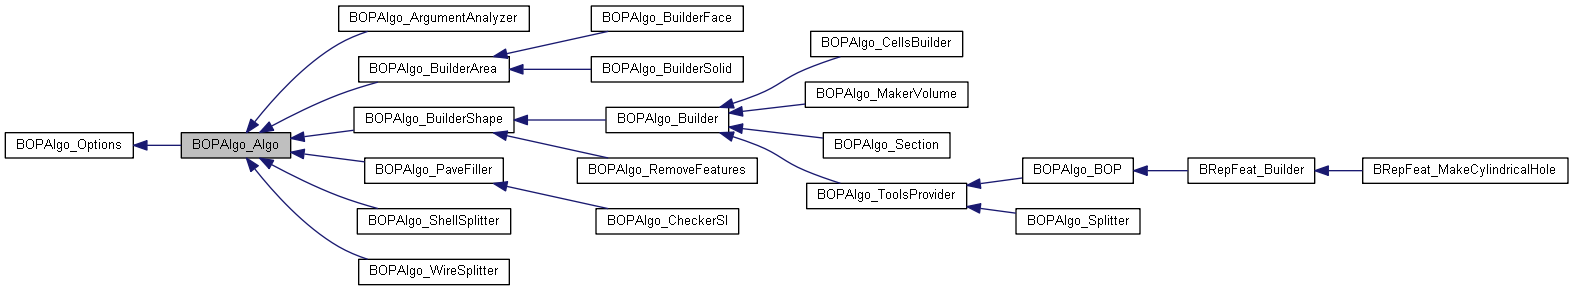 BOPAlgo_Options
BOPAlgo_Algo
BOPAlgo_ArgumentAnalyzer
BOPAlgo_BuilderArea
BOPAlgo_BuilderShape
BOPAlgo_PaveFiller
BOPAlgo_ShellSplitter
BOPAlgo_WireSplitter
BOPAlgo_BuilderFace
BOPAlgo_BuilderSolid
BOPAlgo_Builder
BOPAlgo_RemoveFeatures
BOPAlgo_CheckerSI
BOPAlgo_CellsBuilder
BOPAlgo_MakerVolume
BOPAlgo_Section
BOPAlgo_ToolsProvider
BOPAlgo_BOP
BOPAlgo_Splitter
BRepFeat_Builder
BRepFeat_MakeCylindricalHole